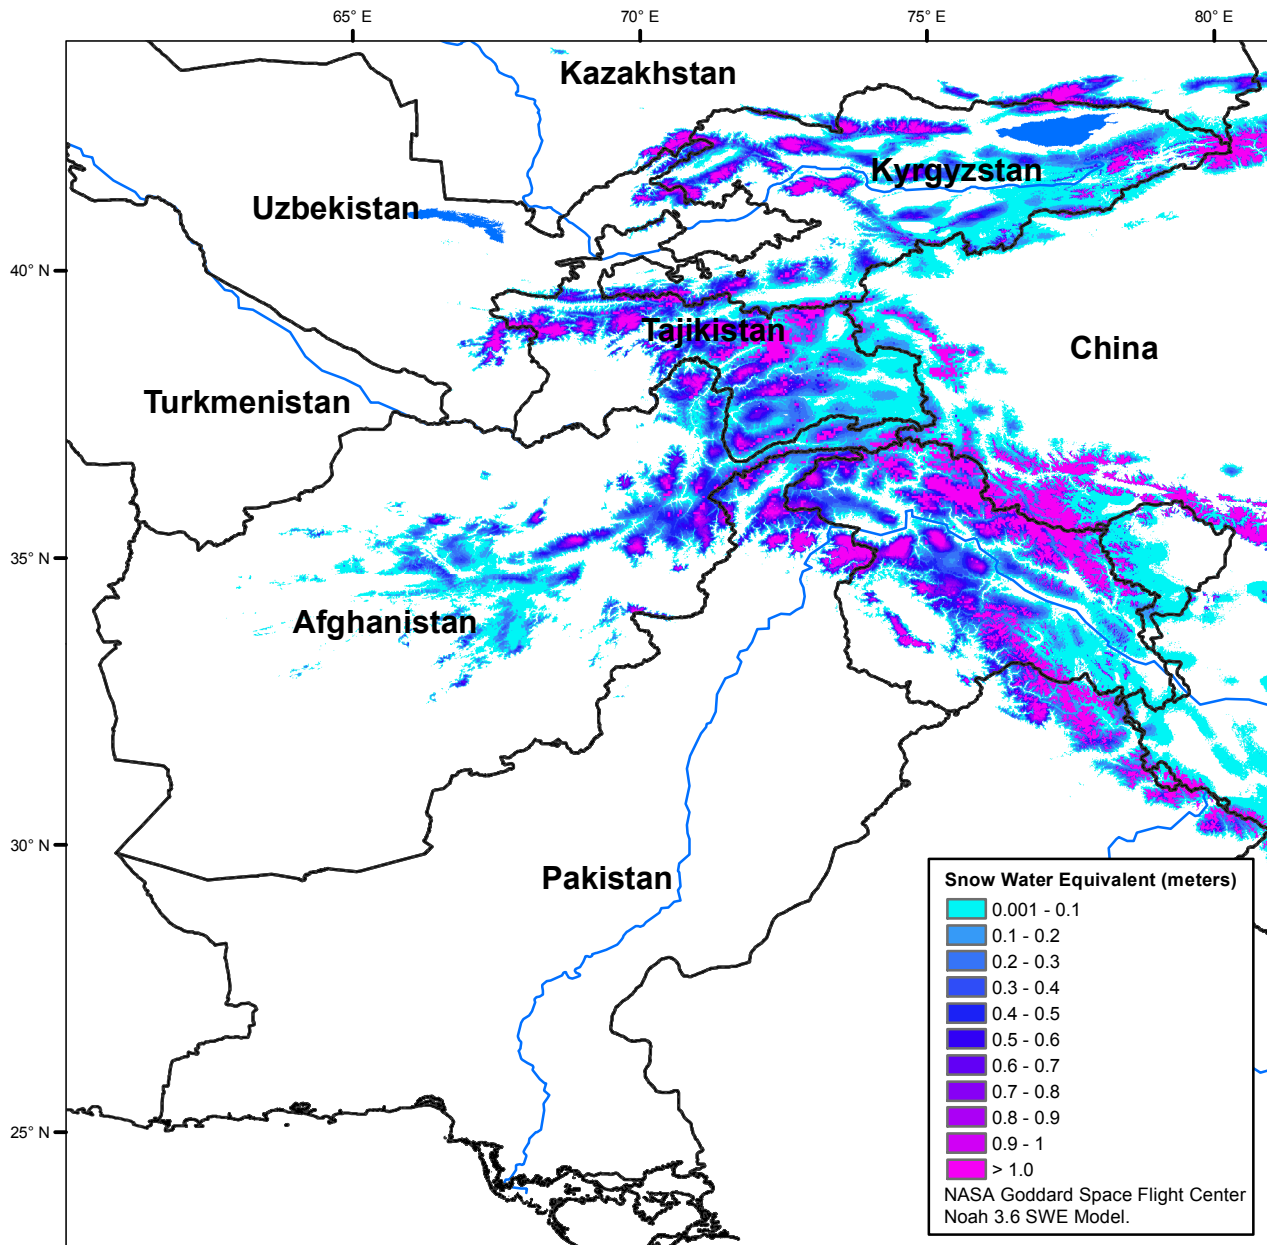 65° E
70° E
75° E
80° E
Kazakhstan
Kyrgyzstan
Uzbekistan
40° N
Tajikistan
China
Turkmenistan
35° N
Afghanistan
30° N
Pakistan
25° N
Snow Water Equivalent (meters)
0.001 - 0.1
0.1 - 0.2
0.2 - 0.3
0.3 - 0.4
0.4 - 0.5
0.5 - 0.6
0.6 - 0.7
0.7 - 0.8
0.8 - 0.9
0.9 - 1
> 1.0
NASA Goddard Space Flight Center
Noah 3.6 SWE Model.